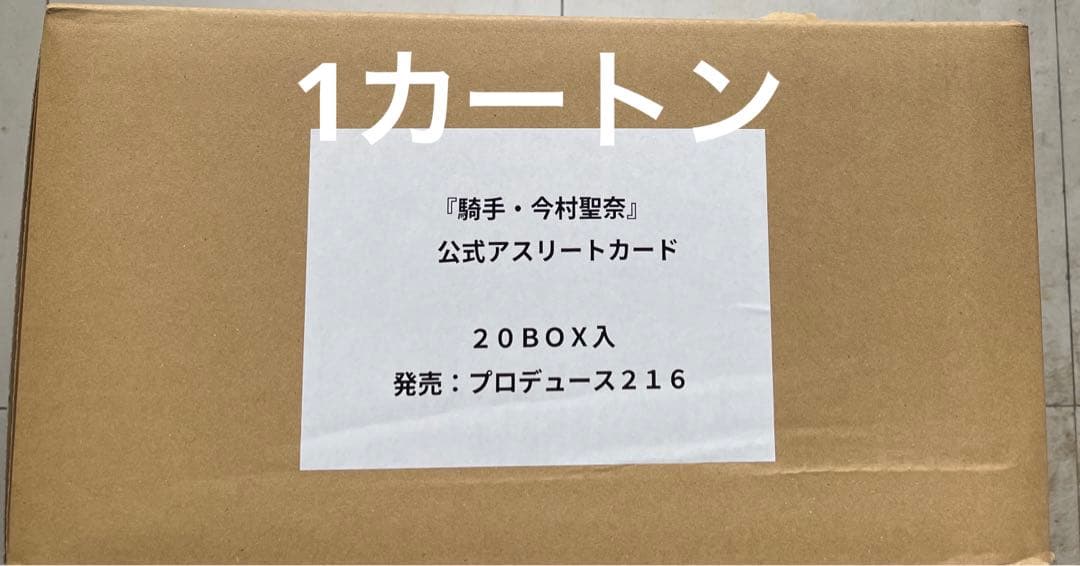 1カートン
『騎手・今村聖奈』
公式アスリートカード
２０ＢＯＸ入
発売：プロデュース２１６